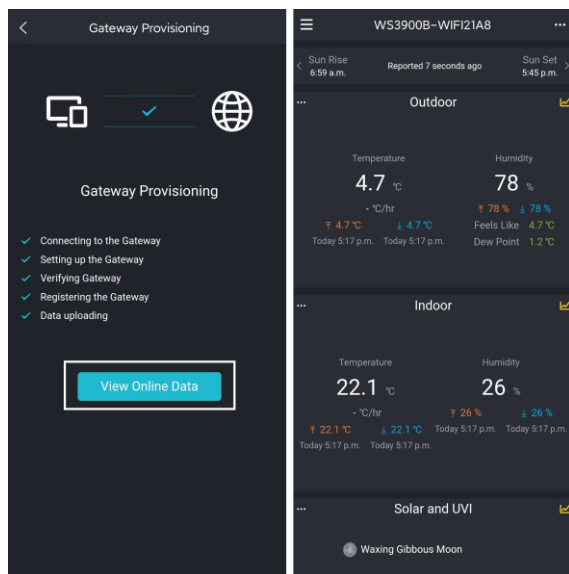 Gateway Provisioning
Gateway Provisioning
Connecting to the Gateway
Setting up the Gateway
Verifying Gateway
Registering the Gateway
Data uploading
View Online Data
WS3900B-WIFI21A8
Sun Rise
6:59 a.m.
Reported 7 seconds ago
Sun Set
5:45 p.m.
Outdoor
Temperature
4.7 ℃
- ℃/hr
4.7 ℃ 4.7 ℃
Today 5:17 p.m. Today 5:17 p.m.
Humidity
78 %
78 % 78 %
Feels Like 4.7 ℃
Dew Point 1.2 ℃
Indoor
Temperature
22.1 ℃
- ℃/hr
22.1 ℃ 22.1 ℃
Today 5:17 p.m. Today 5:17 p.m.
Humidity
26 %
26 % 26 %
Today 5:17 p.m. Today 5:17 p.m.
Solar and UVI
Waxing Gibbous Moon